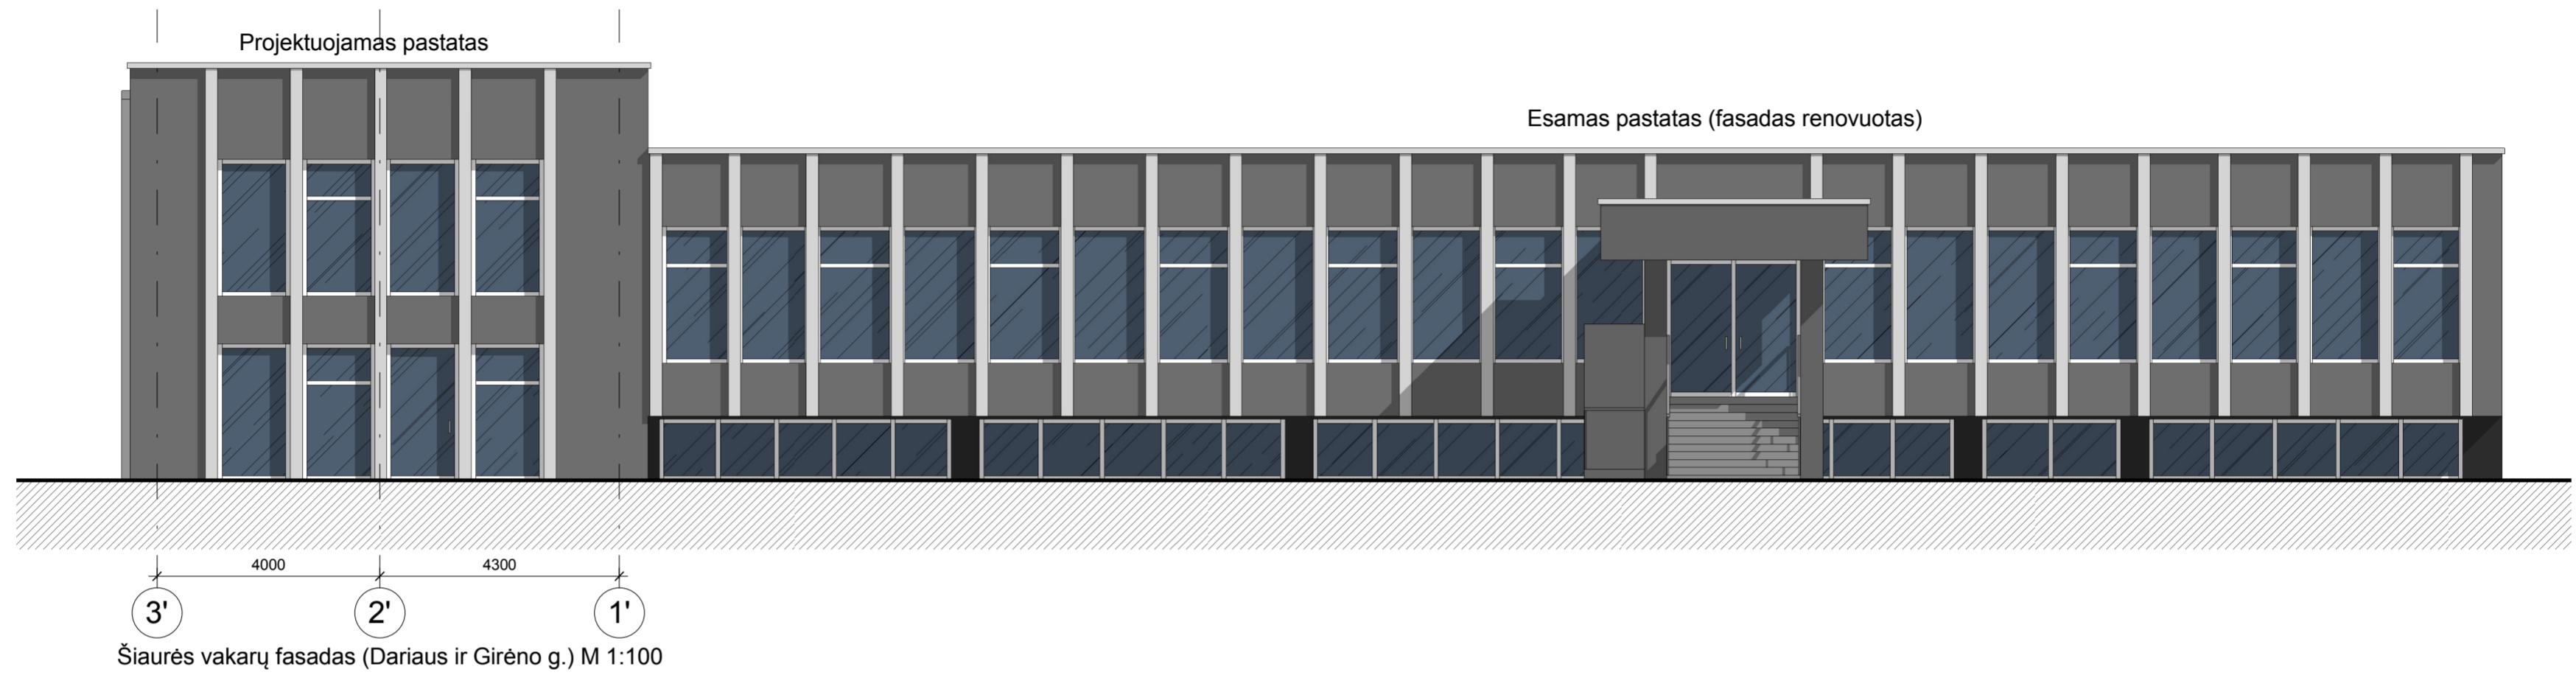 Projektuojamas pastatas
Esamas pastatas (fasadas renovuotas)
4000 4300
3' 2' 1'
Šiaurės vakarų fasadas (Dariaus ir Girėno g.) M 1:100